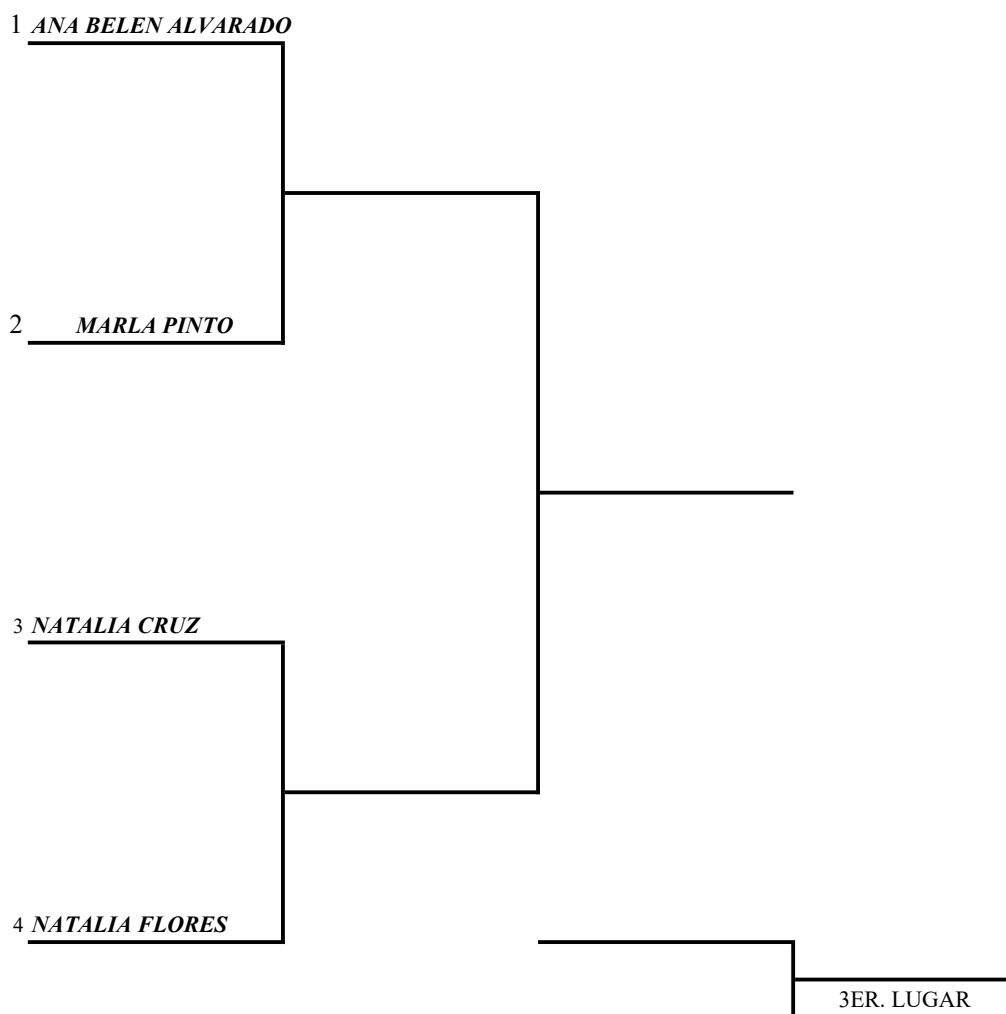 1 ANA BELEN ALVARADO
2 MARLA PINTO
3 NATALIA CRUZ
4 NATALIA FLORES
3ER. LUGAR